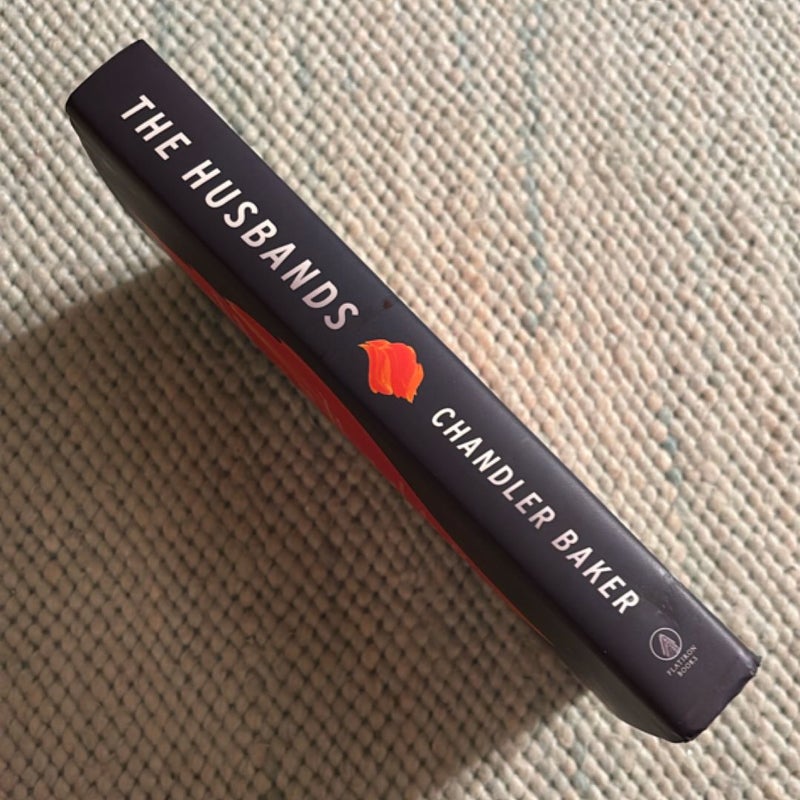 THE HUSBANDS
CHANDLER BAKER
FLATIRON
BOOKS